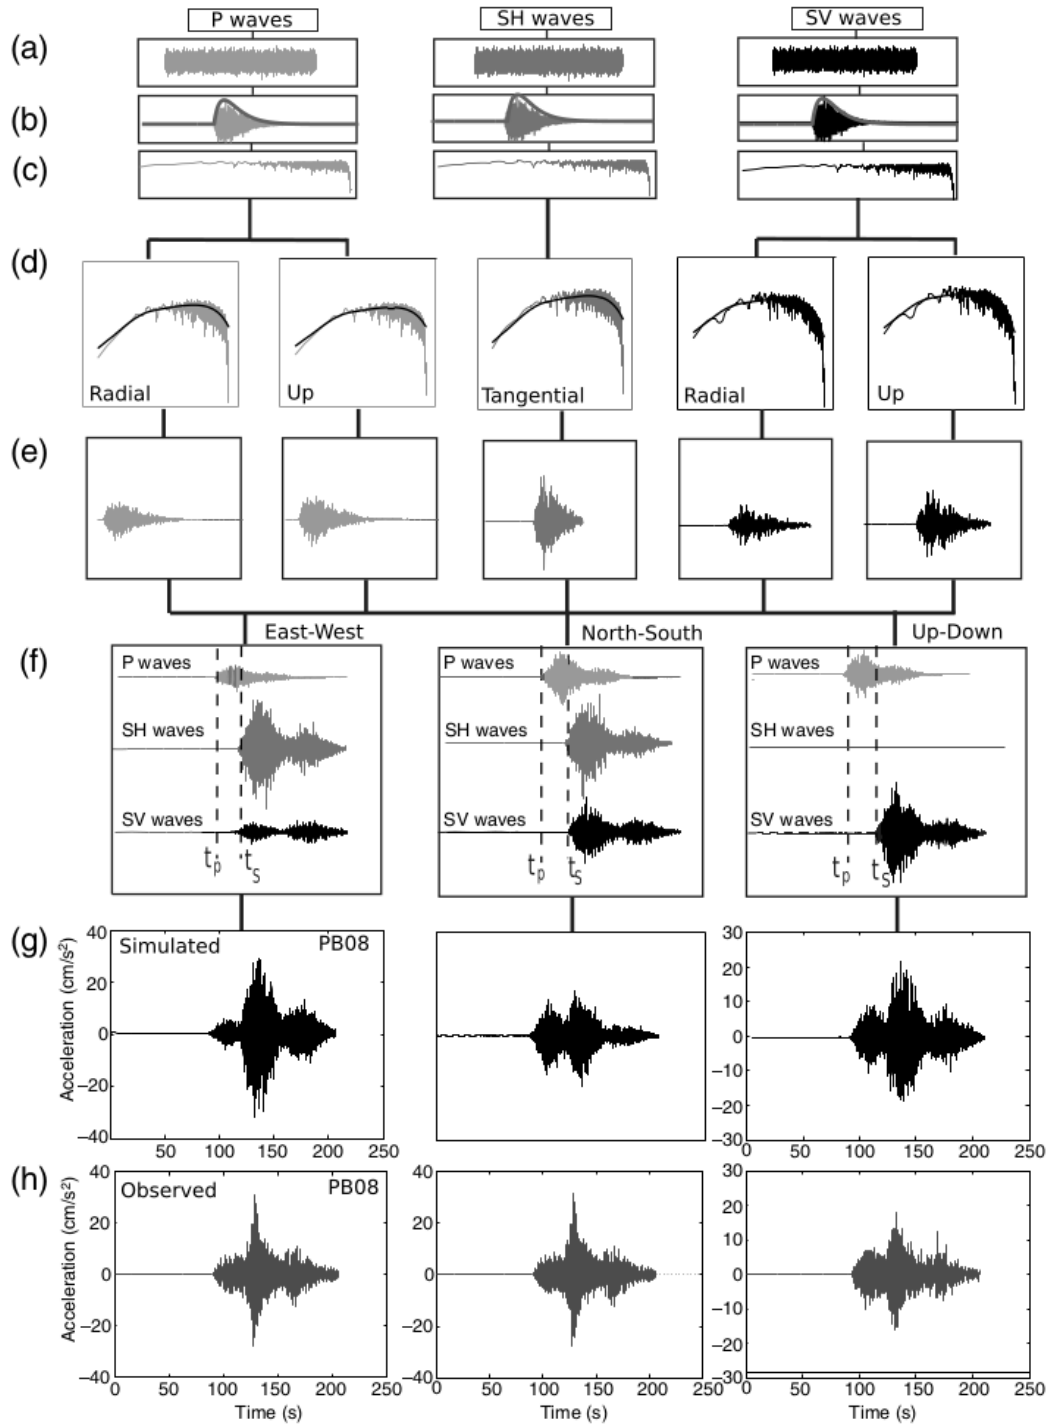 P waves
SH waves
SV waves
(a)
(b)
(c)
(d)
Radial
Up
Tangential
Radial
Up
(e)
East-West
North-South
Up-Down
(f)
P waves
P waves
P waves
SH waves
SH waves
SH waves
SV waves
SV waves
SV waves
tp
ts
tp
ts
tp
ts
(g)
Simulated
PB08
Acceleration (cm/s²)
40
20
0
−20
−40
50
100
150
200
250
30
20
10
0
−10
−20
−30
0
50
100
150
200
250
(h)
Observed
PB08
Acceleration (cm/s²)
40
20
0
−20
−40
0
50
100
150
200
250
Time (s)
0
50
100
150
200
250
Time (s)
30
20
10
0
−10
−20
−30
0
50
100
150
200
250
Time (s)